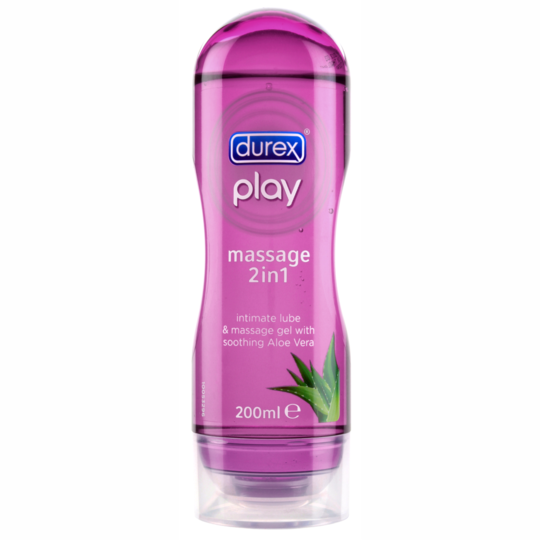 durex®
play
massage
2in1
intimate lube
& massage gel with
soothing Aloe Vera
200ml ℮